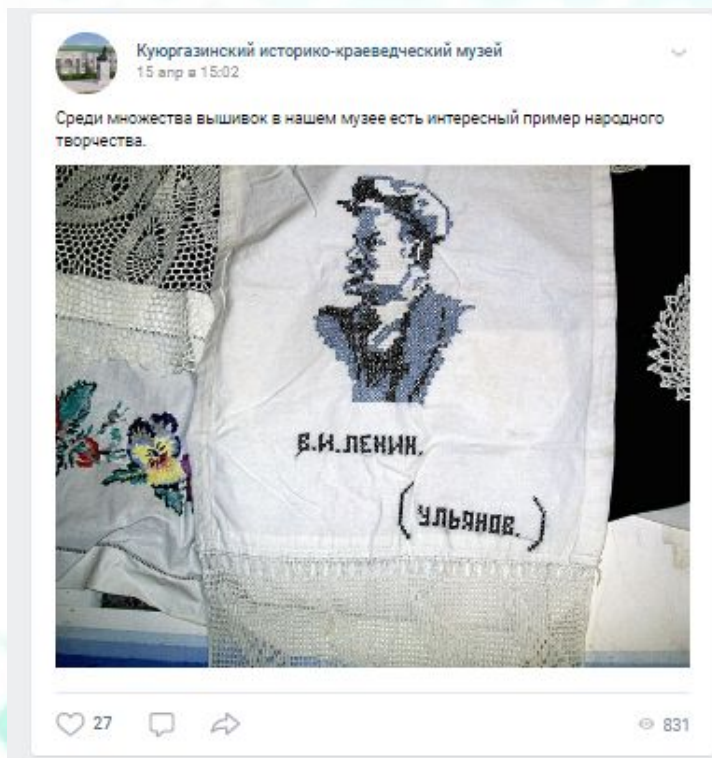 Куюргазинский историко-краеведческий музей
15 апр в 15:02
Среди множества вышивок в нашем музее есть интересный пример народного
творчества.
В.И.ЛЕНИН.
(УЛЬЯНОВ.)
27
831